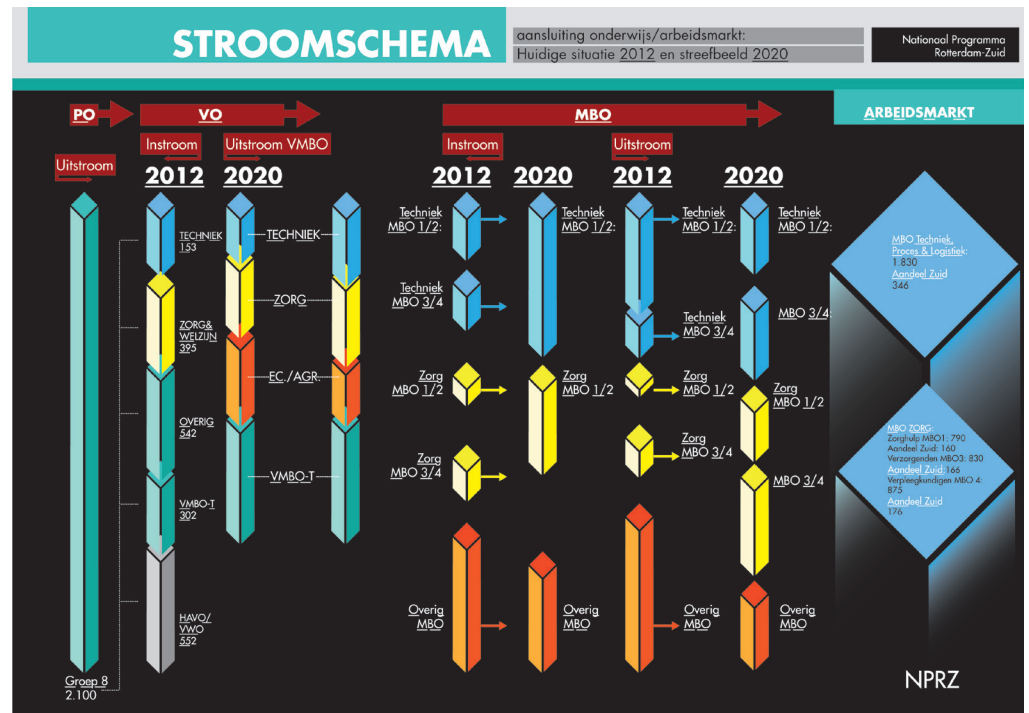 STROOMSCHEMA
aansluiting onderwijs/arbeidsmarkt:
Huidige situatie 2012 en streefbeeld 2020
Nationaal Programma
Rotterdam-Zuid
PO
VO
MBO
ARBEIDSMARKT
Uitstroom
Instroom
Uitstroom VMBO
Instroom
Uitstroom
2012
2020
2012
2020
2012
2020
TECHNIEK
153
ZORG&
WELZIJN
395
OVERIG
542
VMBO-T
302
HAVO/
VWO
552
Groep 8
2.100
TECHNIEK
ZORG
EC./AGR.
VMBO-T
Techniek
MBO 1/2:
Techniek
MBO 3/4
Zorg
MBO 1/2
Zorg
MBO 3/4
Overig
MBO
Techniek
MBO 1/2:
Zorg
MBO 1/2
Overig
MBO
Techniek
MBO 1/2:
Techniek
MBO 3/4
Zorg
MBO 1/2
Zorg
MBO 3/4
Overig
MBO
Techniek
MBO 1/2:
MBO 3/4:
Zorg
MBO 1/2
MBO 3/4
Overig
MBO
MBO Techniek,
Proces & Logistiek:
1.830
Aandeel Zuid
346
MBO ZORG:
Zorghulp MBO1: 790
Aandeel Zuid: 160
Verzorgenden MBO3: 830
Aandeel Zuid:166
Verpleegkundigen MBO 4:
875
Aandeel Zuid
176
NPRZ